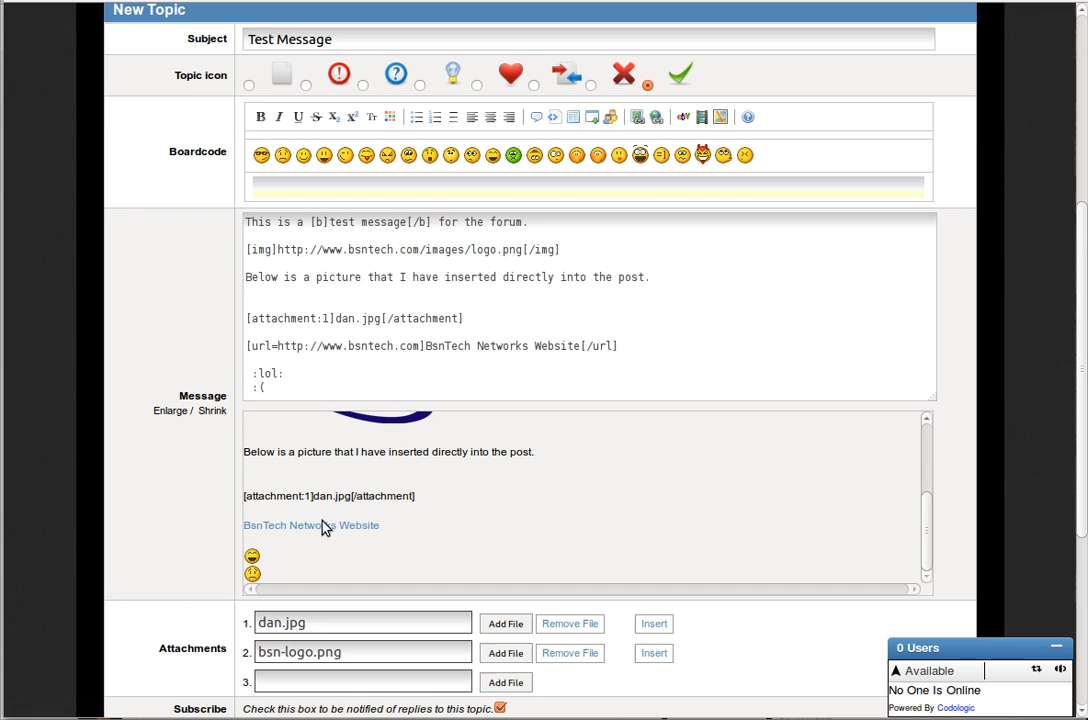 New Topic
Subject
Test Message
Topic icon
B I U S X2 X2 Tr
Boardcode
This is a [b]test message[/b] for the forum.
[img]http://www.bsntech.com/images/logo.png[/img]
Below is a picture that I have inserted directly into the post.
[attachment:1]dan.jpg[/attachment]
[url=http://www.bsntech.com]BsnTech Networks Website[/url]
:lol:
:(
Message
Enlarge / Shrink
Below is a picture that I have inserted directly into the post.
[attachment:1]dan.jpg[/attachment]
BsnTech Networks Website
Attachments
1. dan.jpg Add File Remove File Insert
2. bsn-logo.png Add File Remove File Insert
3. Add File
Subscribe
Check this box to be notified of replies to this topic.
0 Users
Available
No One Is Online
Powered By Codologic